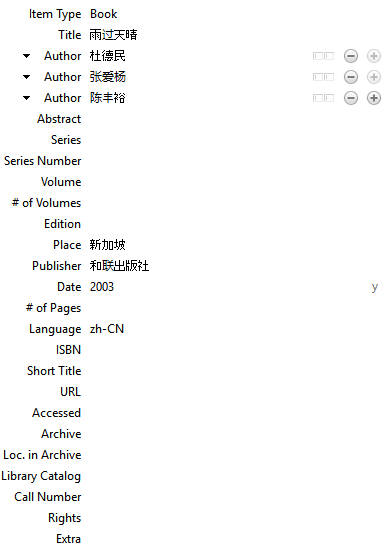 Item Type Book
Title 雨过天晴
Author 杜德民
Author 张爱杨
Author 陈丰裕
Abstract
Series
Series Number
Volume
# of Volumes
Edition
Place 新加坡
Publisher 和联出版社
Date 2003 y
# of Pages
Language zh-CN
ISBN
Short Title
URL
Accessed
Archive
Loc. in Archive
Library Catalog
Call Number
Rights
Extra